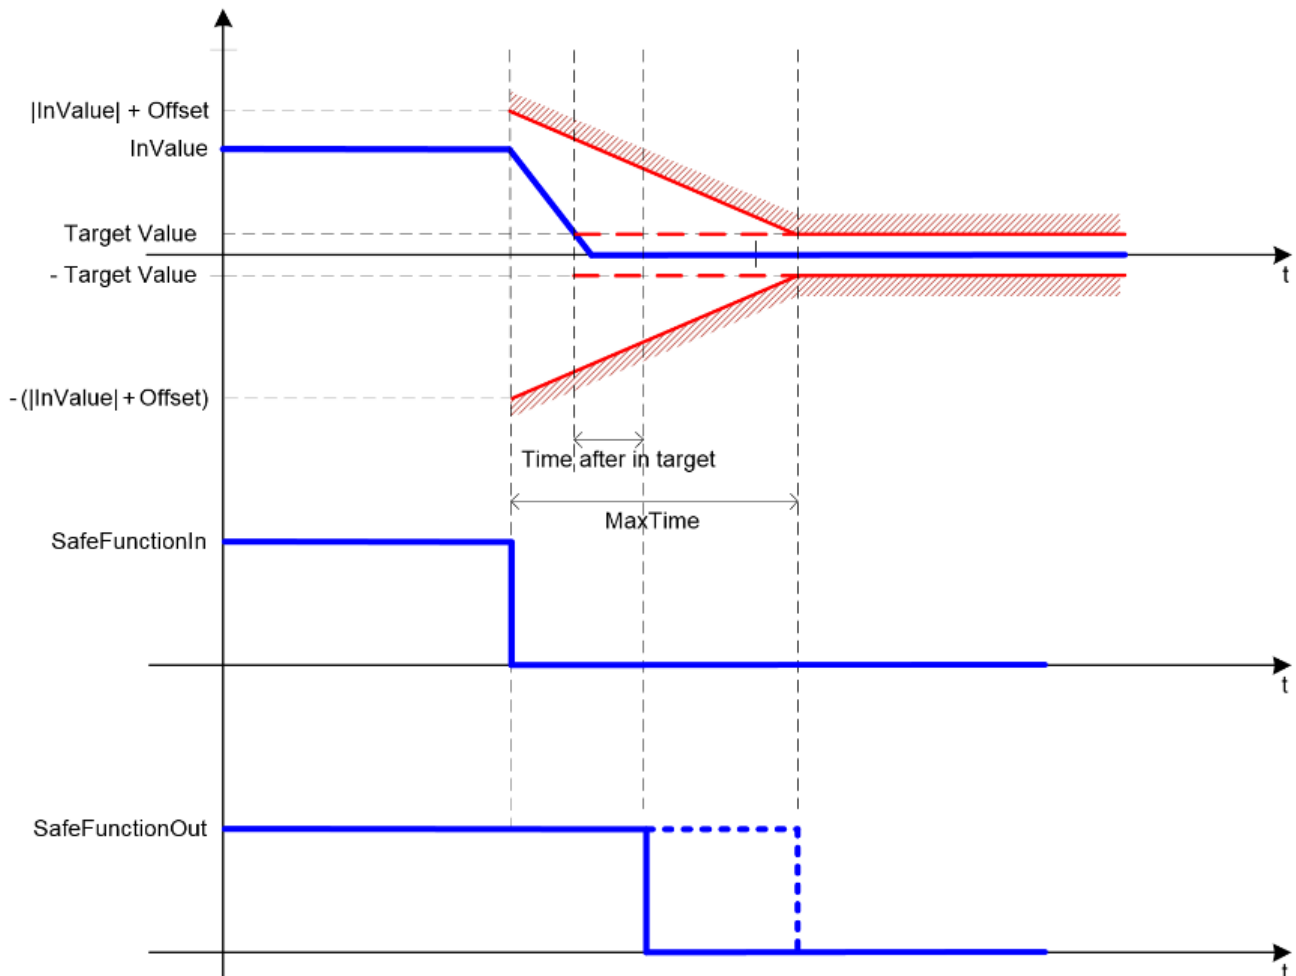 |InValue| + Offset
InValue
Target Value
- Target Value
t
-(|InValue| + Offset)
Time after in target
MaxTime
SafeFunctionIn
t
SafeFunctionOut
t